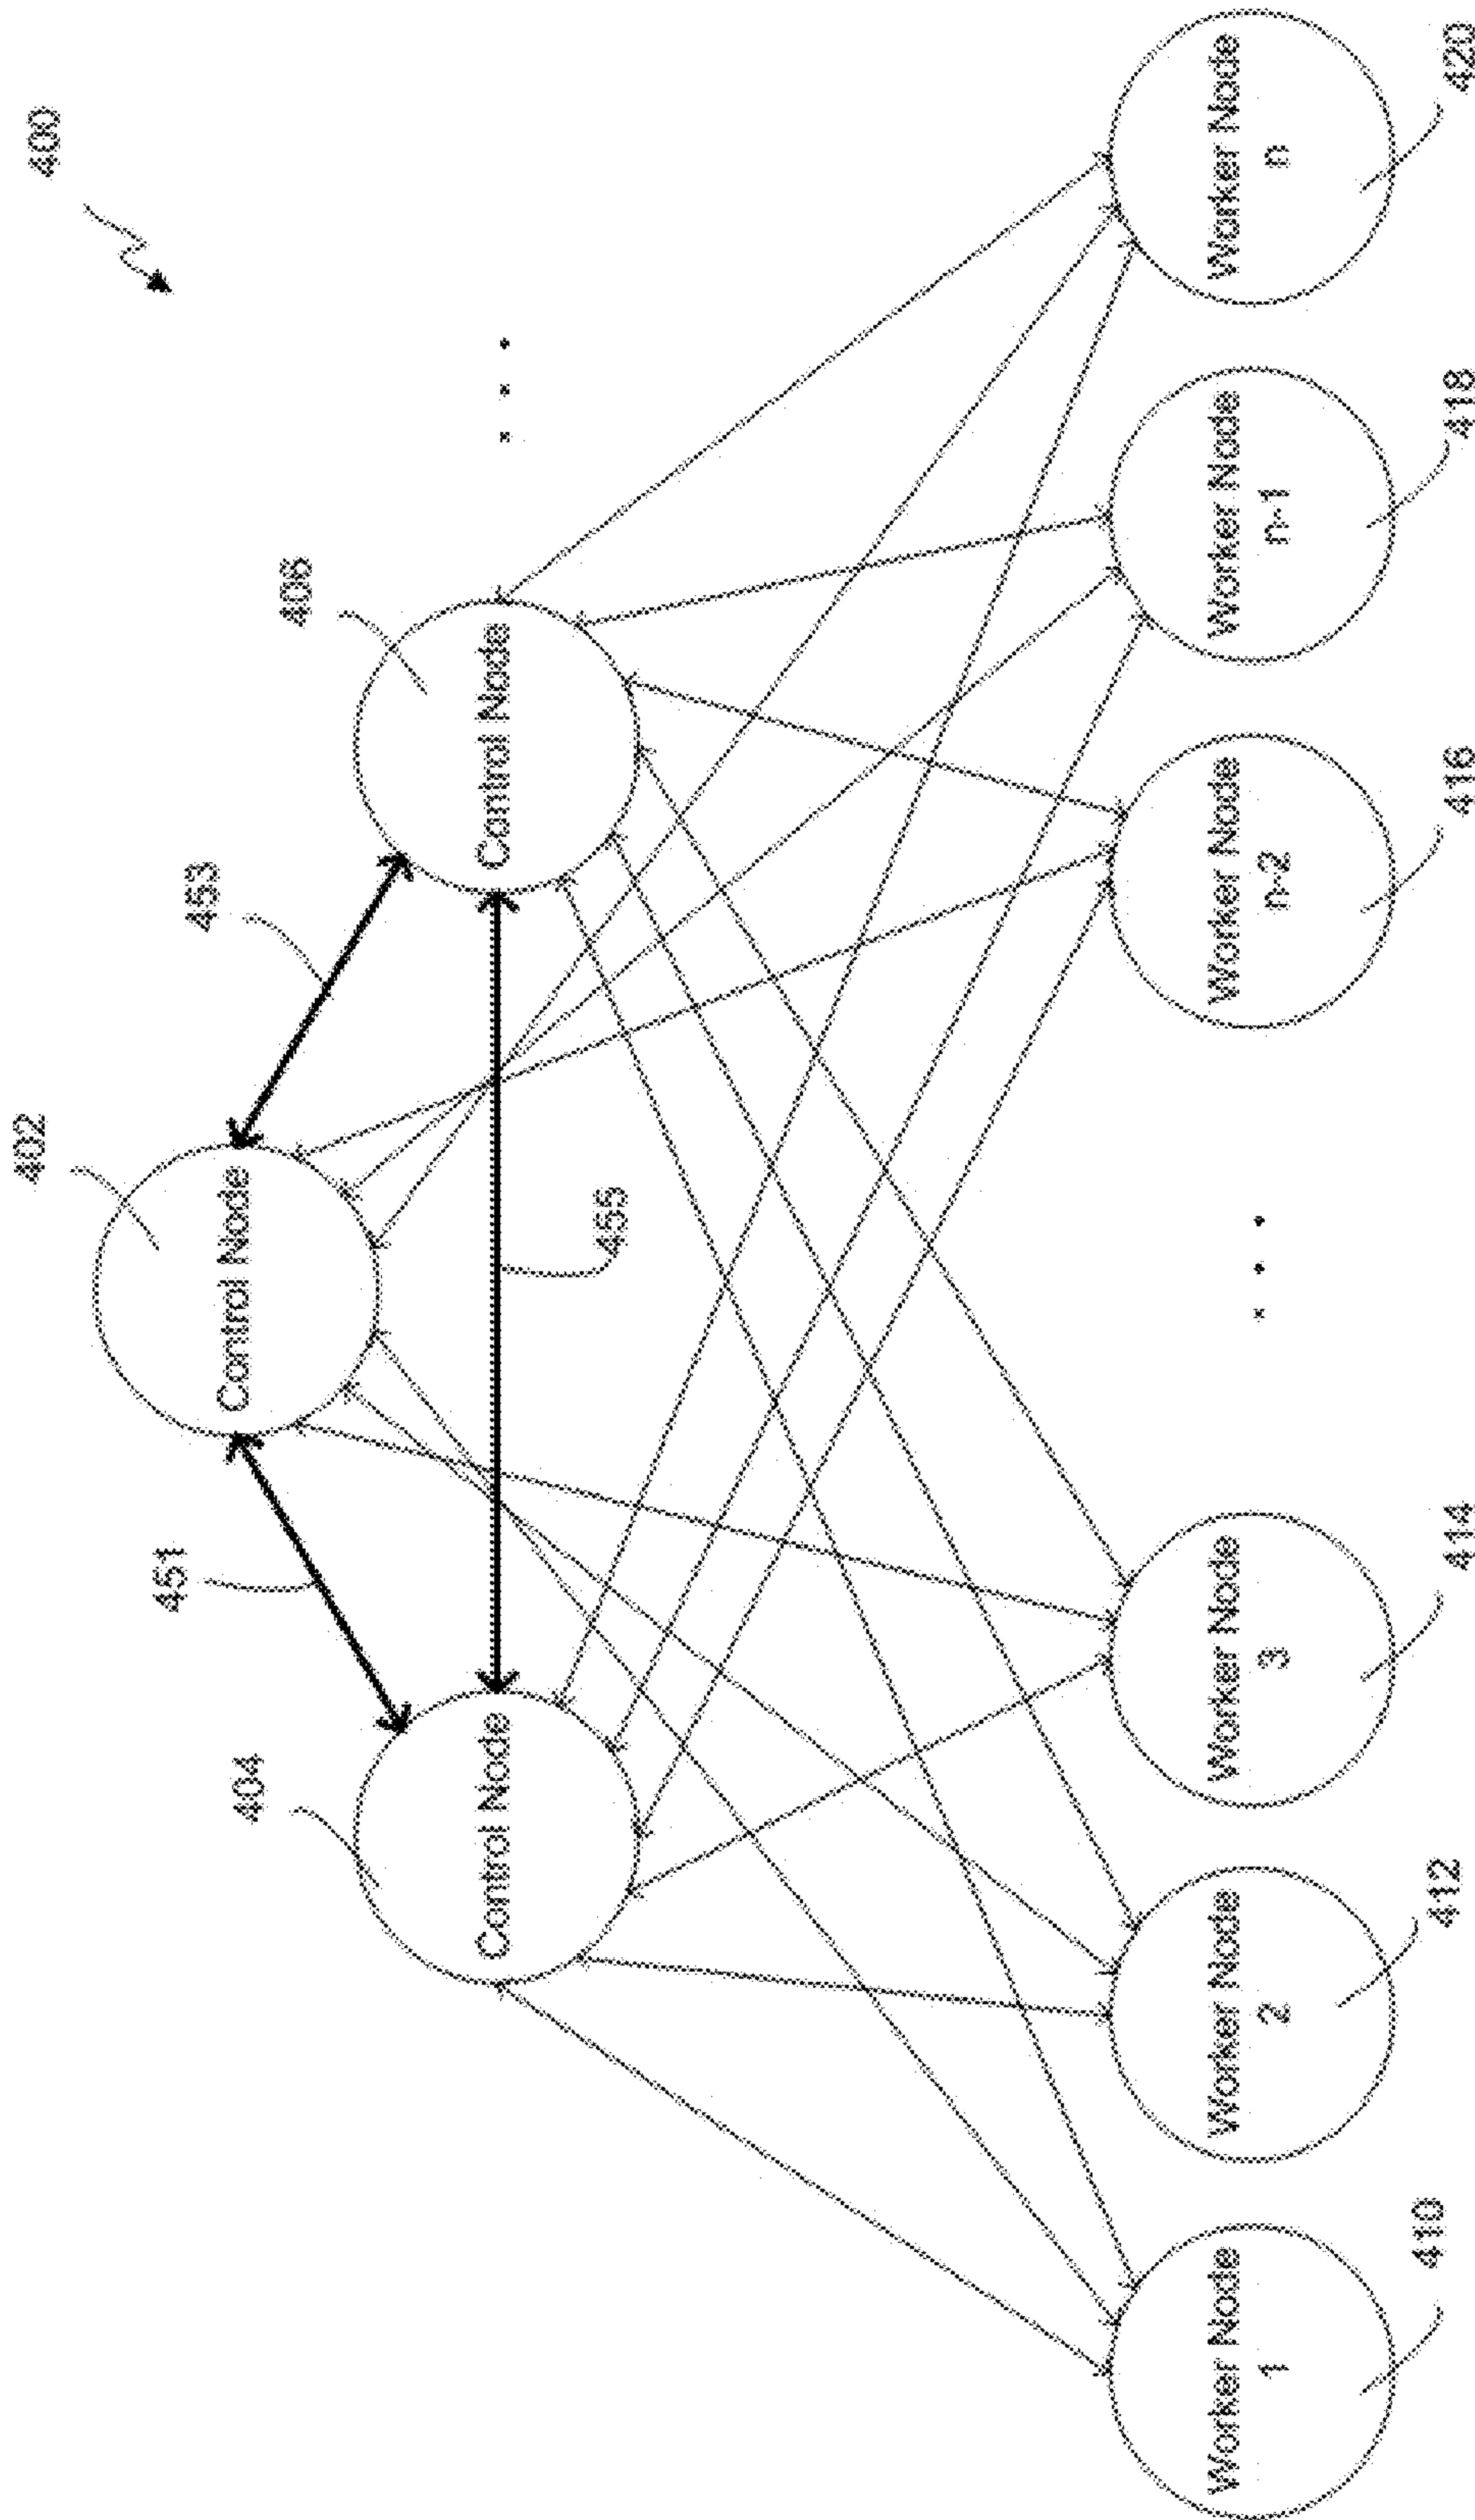 400
402
451
453
404
406
Control Node
Control Node
Control Node
455
. . .
Worker Node
1
Worker Node
2
Worker Node
3
. . .
Worker Node
n-2
Worker Node
n-1
Worker Node
n
410
412
414
416
418
420